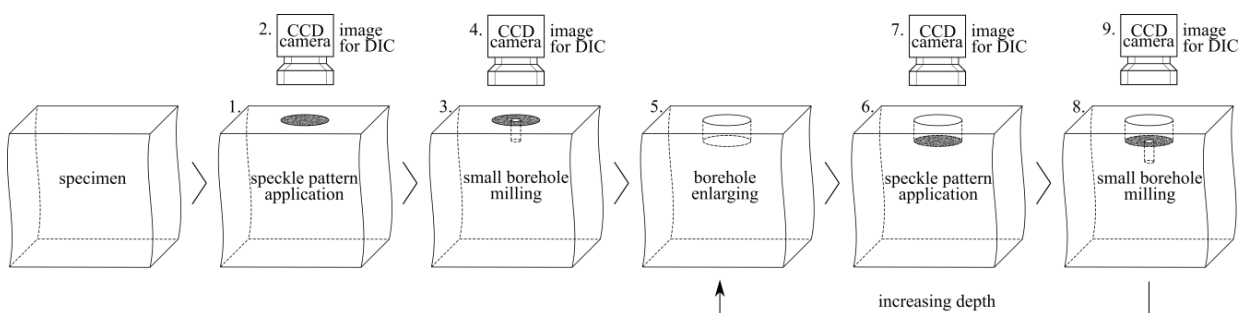 2.
CCD
camera
image
for DIC
4.
CCD
camera
image
for DIC
7.
CCD
camera
image
for DIC
9.
CCD
camera
image
for DIC
specimen
1.
speckle pattern
application
3.
small borehole
milling
5.
borehole
enlarging
6.
speckle pattern
application
8.
small borehole
milling
increasing depth